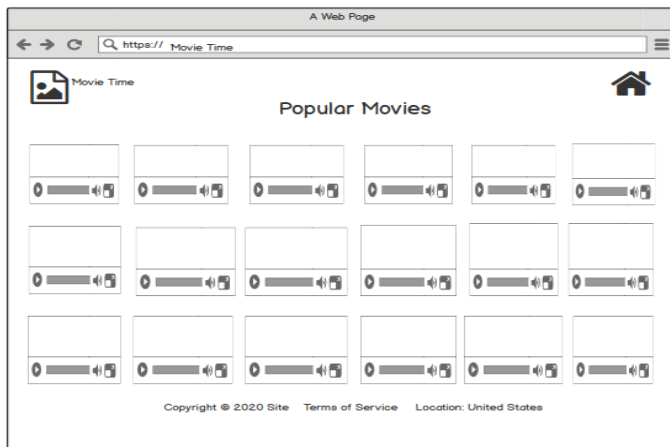 A Web Page
https:// Movie Time
Movie Time
Popular Movies
Copyright © 2020 Site Terms of Service Location: United States